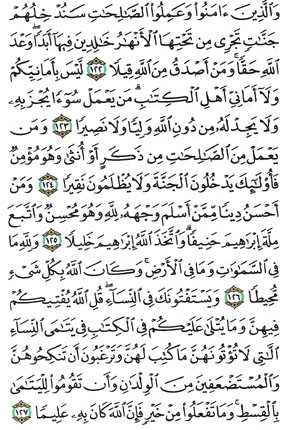 وَالَّذِينَ ءَامَنُوا۟ وَعَمِلُوا۟ الصَّـٰلِحَـٰتِ سَنُدْخِلُهُمْ
جَنَّـٰتٍ تَجْرِى مِن تَحْتِهَا الْأَنْهَـٰرُ خَـٰلِدِينَ فِيهَآ أَبَدًا ۖ وَعْدَ
اللَّهِ حَقًّا ۚ وَمَنْ أَصْدَقُ مِنَ اللَّهِ قِيلًا ١٢٢ لَّيْسَ بِأَمَانِيِّكُمْ
وَلَآ أَمَانِىِّ أَهْلِ الْكِتَـٰبِ ۗ مَن يَعْمَلْ سُوٓءًا يُجْزَ بِهِۦ
وَلَا يَجِدْ لَهُۥ مِن دُونِ اللَّهِ وَلِيًّا وَلَا نَصِيرًا ١٢٣ وَمَن
يَعْمَلْ مِنَ الصَّـٰلِحَـٰتِ مِن ذَكَرٍ أَوْ أُنثَىٰ وَهُوَ مُؤْمِنٌ
فَأُو۟لَـٰٓئِكَ يَدْخُلُونَ الْجَنَّةَ وَلَا يُظْلَمُونَ نَقِيرًا ١٢٤ وَمَنْ
أَحْسَنُ دِينًا مِّمَّنْ أَسْلَمَ وَجْهَهُۥ لِلَّهِ وَهُوَ مُحْسِنٌ وَاتَّبَعَ
مِلَّةَ إِبْرَٰهِيمَ حَنِيفًا ۗ وَاتَّخَذَ اللَّهُ إِبْرَٰهِيمَ خَلِيلًا ١٢٥ وَلِلَّهِ مَا
فِى السَّمَـٰوَٰتِ وَمَا فِى الْأَرْضِ ۚ وَكَانَ اللَّهُ بِكُلِّ شَىْءٍ
مُّحِيطًا ١٢٦ وَيَسْتَفْتُونَكَ فِى النِّسَآءِ ۖ قُلِ اللَّهُ يُفْتِيكُمْ
فِيهِنَّ وَمَا يُتْلَىٰ عَلَيْكُمْ فِى الْكِتَـٰبِ فِى يَتَـٰمَى النِّسَآءِ
الَّـٰتِى لَا تُؤْتُونَهُنَّ مَا كُتِبَ لَهُنَّ وَتَرْغَبُونَ أَن تَنكِحُوهُنَّ
وَالْمُسْتَضْعَفِينَ مِنَ الْوِلْدَٰنِ وَأَن تَقُومُوا۟ لِلْيَتَـٰمَىٰ
بِالْقِسْطِ ۚ وَمَا تَفْعَلُوا۟ مِنْ خَيْرٍ فَإِنَّ اللَّهَ كَانَ بِهِۦ عَلِيمًا ١٢٧